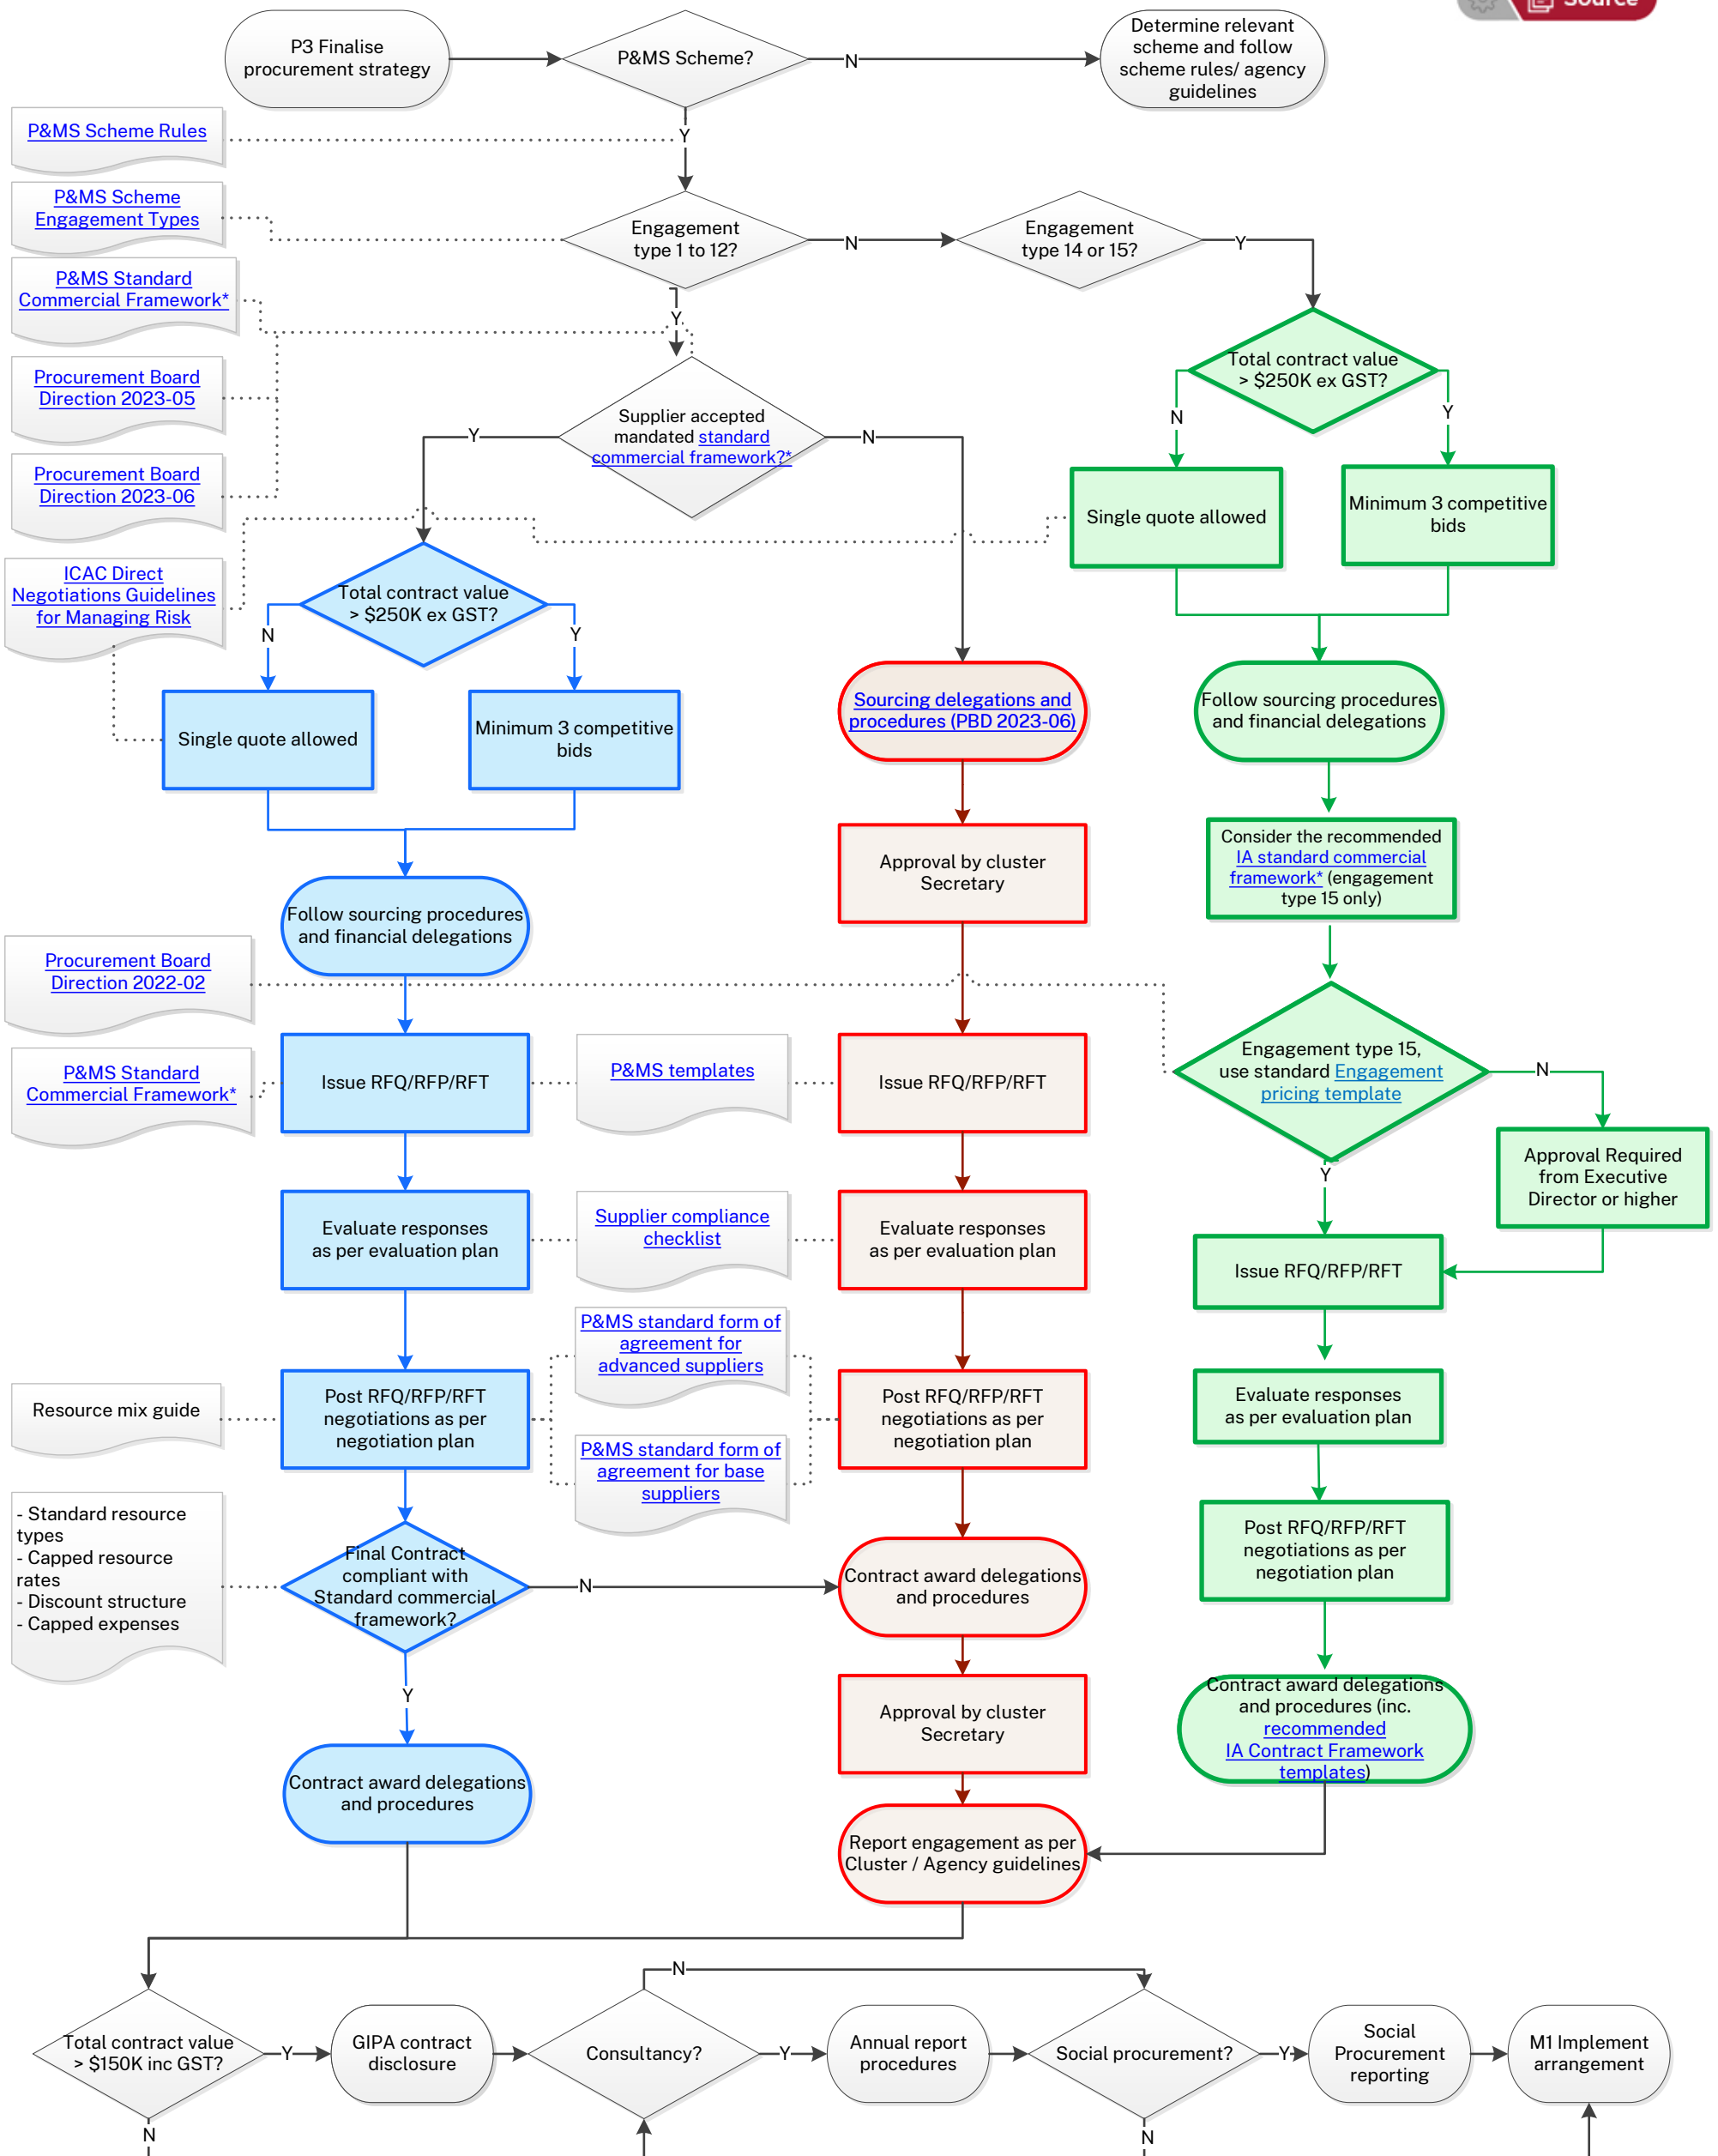 Source
P3 Finalise
procurement strategy
P&MS Scheme?
N
Determine relevant
scheme and follow
scheme rules/ agency
guidelines
Y
P&MS Scheme Rules
P&MS Scheme
Engagement Types
Engagement
type 1 to 12?
N
Engagement
type 14 or 15?
Y
P&MS Standard
Commercial Framework*
Y
Procurement Board
Direction 2023-05
Procurement Board
Direction 2023-06
Supplier accepted
mandated standard
commercial framework?*
Y
N
Total contract value
> $250K ex GST?
N
Y
Single quote allowed
Minimum 3 competitive
bids
ICAC Direct
Negotiations Guidelines
for Managing Risk
Total contract value
> $250K ex GST?
N
Y
Single quote allowed
Minimum 3 competitive
bids
Sourcing delegations and
procedures (PBD 2023-06)
Follow sourcing procedures
and financial delegations
Approval by cluster
Secretary
Consider the recommended
IA standard commercial
framework* (engagement
type 15 only)
Follow sourcing procedures
and financial delegations
Procurement Board
Direction 2022-02
P&MS Standard
Commercial Framework*
Issue RFQ/RFP/RFT
P&MS templates
Issue RFQ/RFP/RFT
Engagement type 15,
use standard Engagement
pricing template
N
Y
Approval Required
from Executive
Director or higher
Evaluate responses
as per evaluation plan
Supplier compliance
checklist
Evaluate responses
as per evaluation plan
Issue RFQ/RFP/RFT
P&MS standard form of
agreement for
advanced suppliers
Resource mix guide
Post RFQ/RFP/RFT
negotiations as per
negotiation plan
P&MS standard form of
agreement for base
suppliers
Post RFQ/RFP/RFT
negotiations as per
negotiation plan
Evaluate responses
as per evaluation plan
- Standard resource
types
- Capped resource
rates
- Discount structure
- Capped expenses
Final Contract
compliant with
Standard commercial
framework?
N
Y
Contract award delegations
and procedures
Post RFQ/RFP/RFT
negotiations as per
negotiation plan
Approval by cluster
Secretary
Contract award delegations
and procedures (inc.
recommended
IA Contract Framework
templates)
Contract award delegations
and procedures
Report engagement as per
Cluster / Agency guidelines
N
Total contract value
> $150K inc GST?
Y
GIPA contract
disclosure
Consultancy?
Y
Annual report
procedures
Social procurement?
Y
Social
Procurement
reporting
M1 Implement
arrangement
N
N